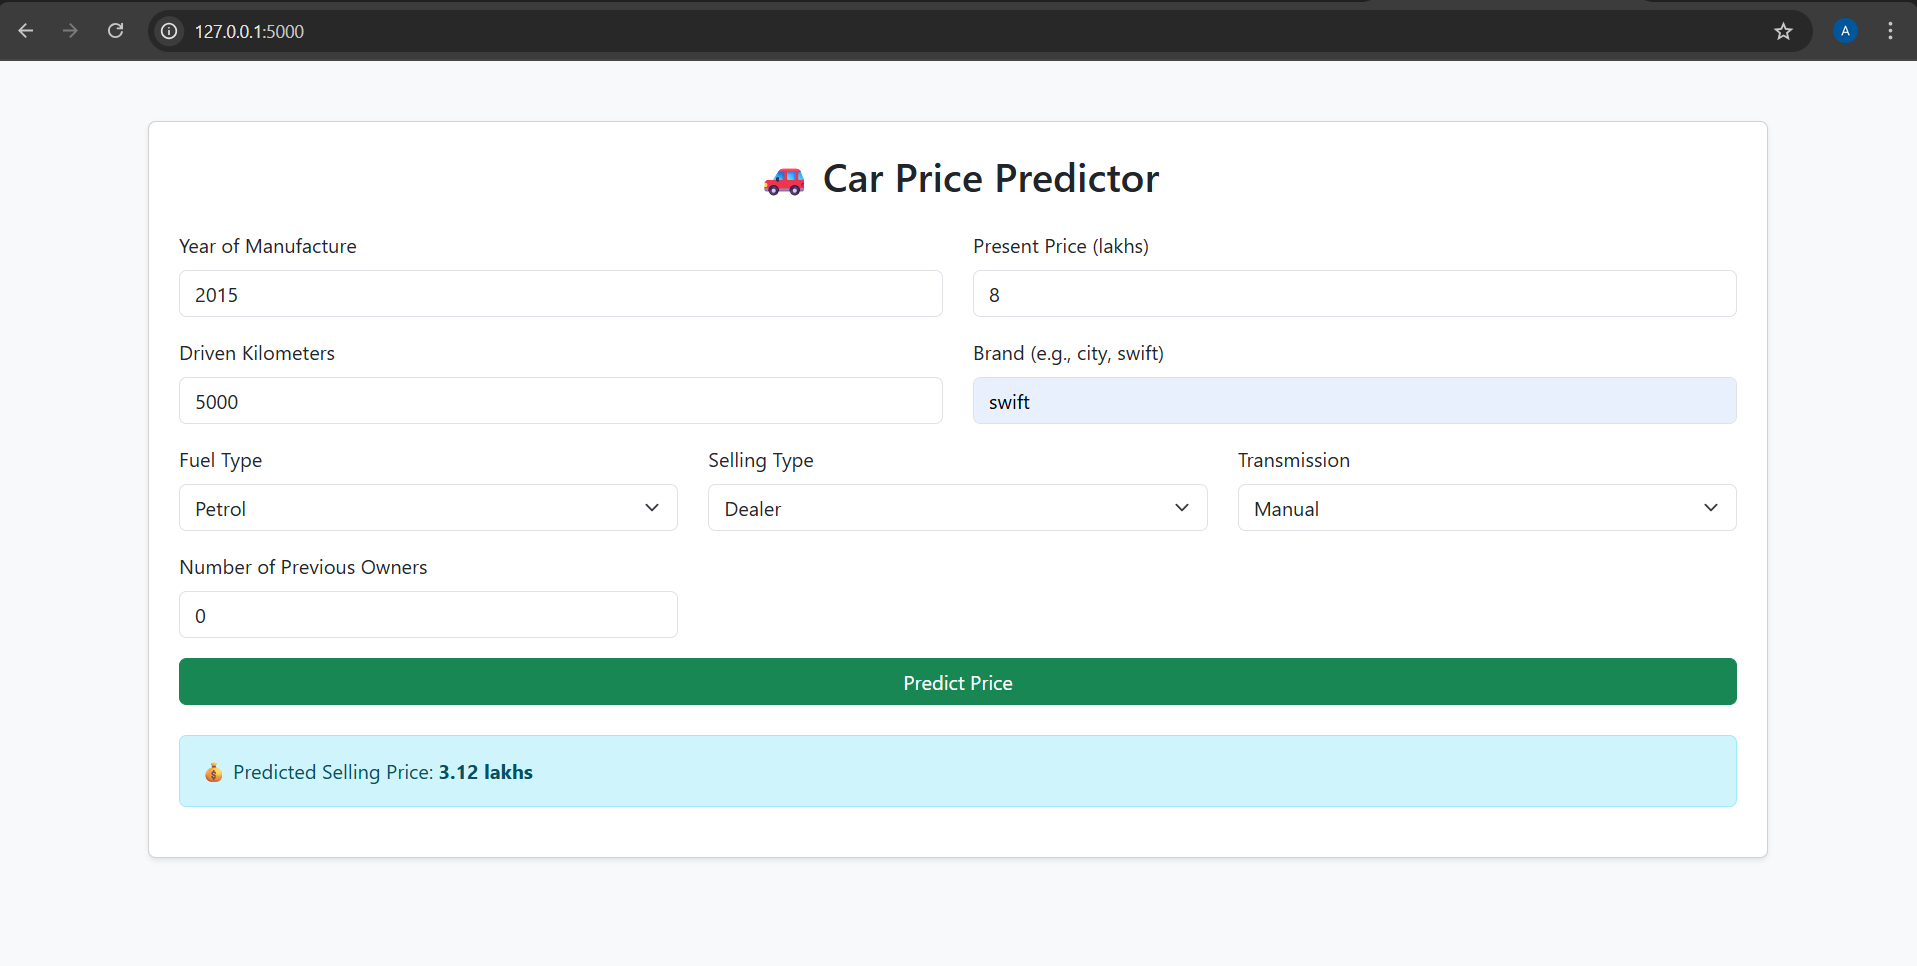 127.0.0.1:5000
A
Car Price Predictor
Year of Manufacture
Present Price (lakhs)
2015
8
Driven Kilometers
Brand (e.g., city, swift)
5000
swift
Fuel Type
Selling Type
Transmission
Petrol
Dealer
Manual
Number of Previous Owners
0
Predict Price
Predicted Selling Price: 3.12 lakhs